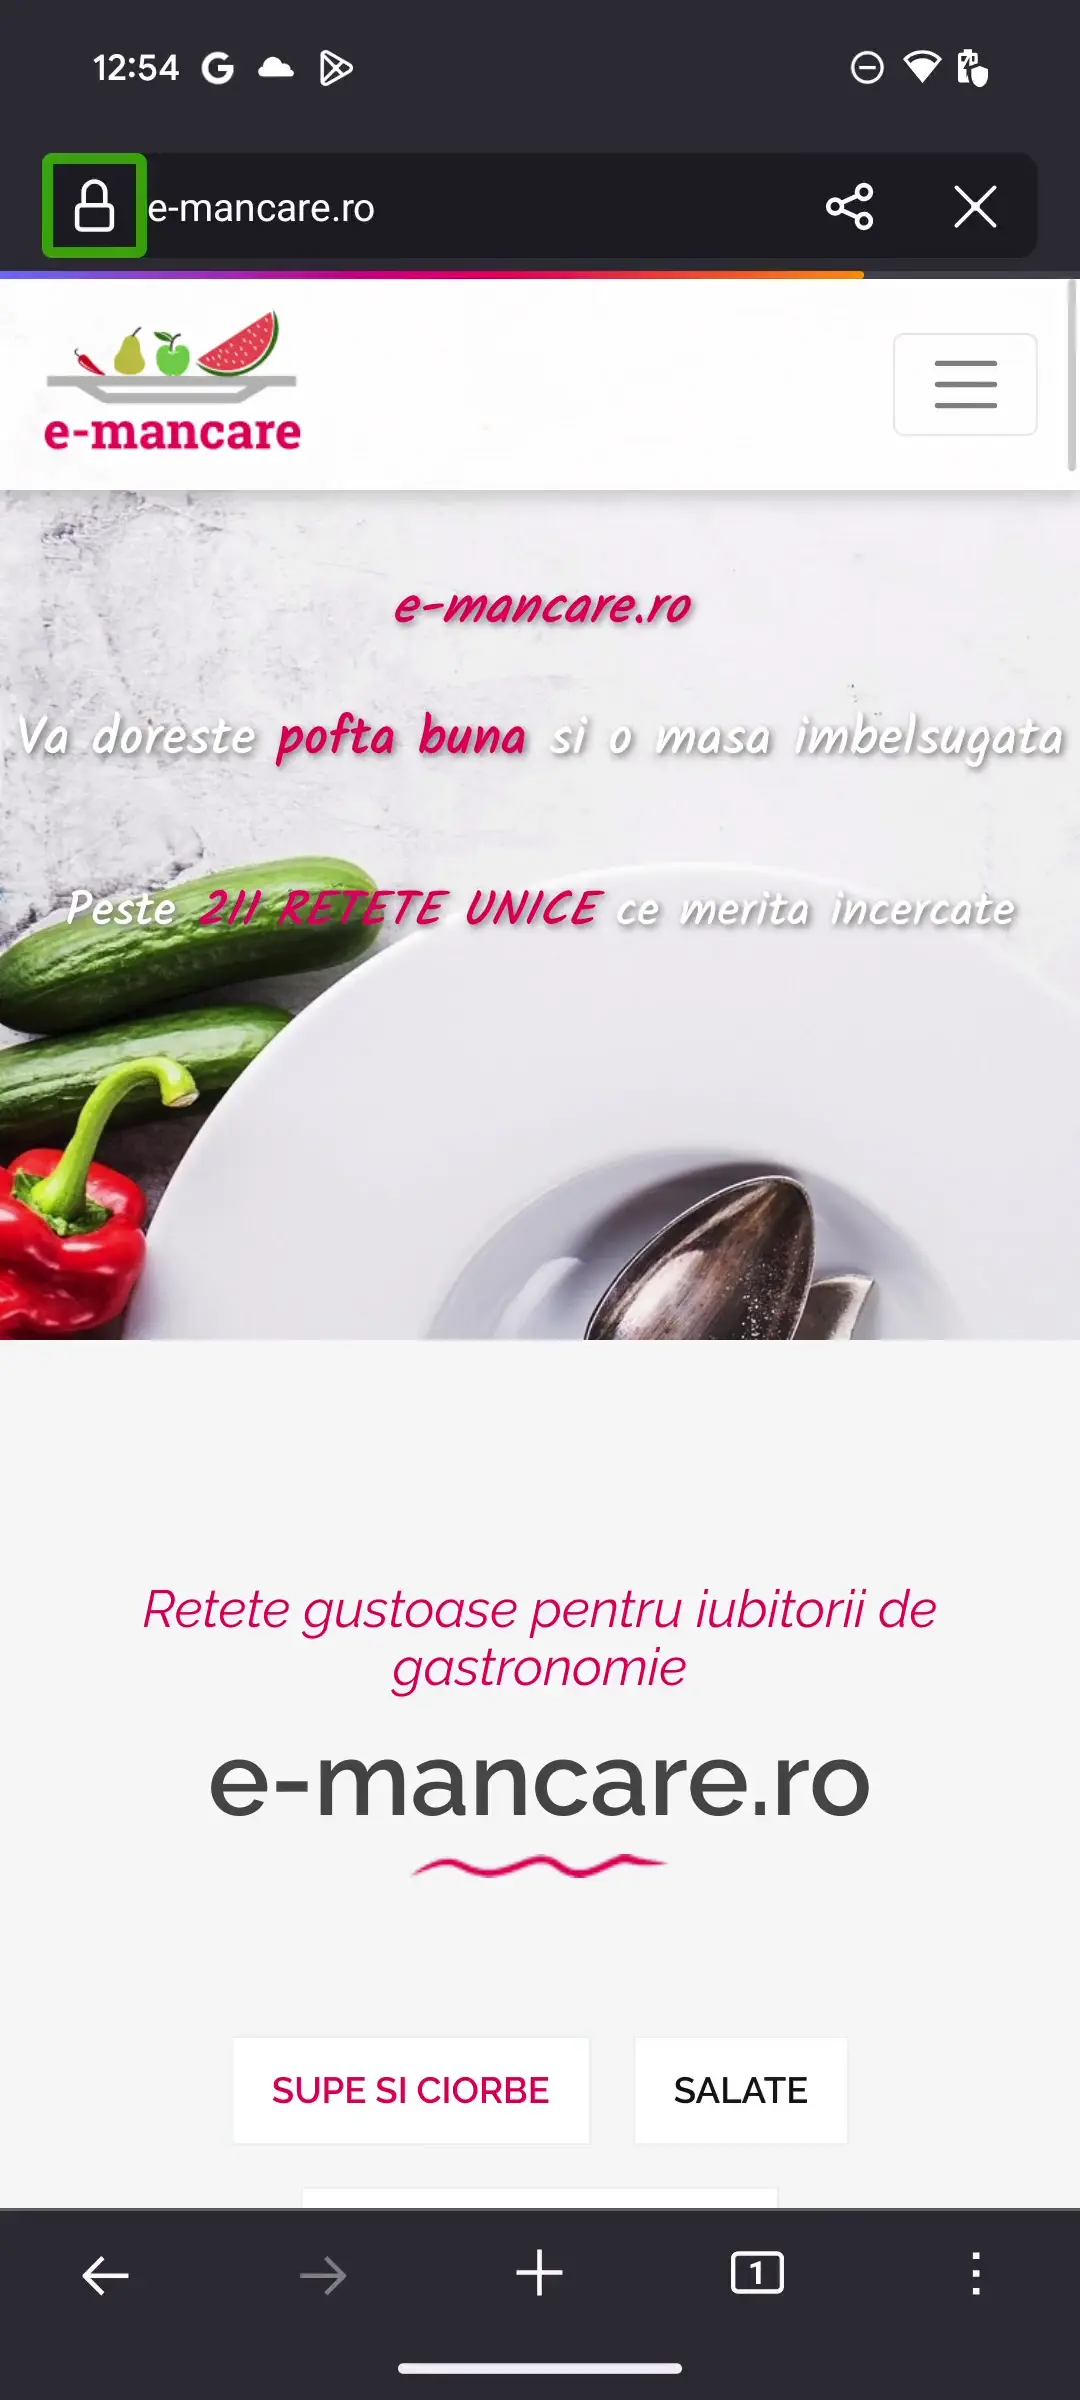 12:54
e-mancare.ro
e-mancare
e-mancare.ro
Va doreste pofta buna si o masa imbelsugata
Peste 211 RETETE UNICE ce merita incercate
Retete gustoase pentru iubitorii de
gastronomie
e-mancare.ro
SUPE SI CIORBE
SALATE
1